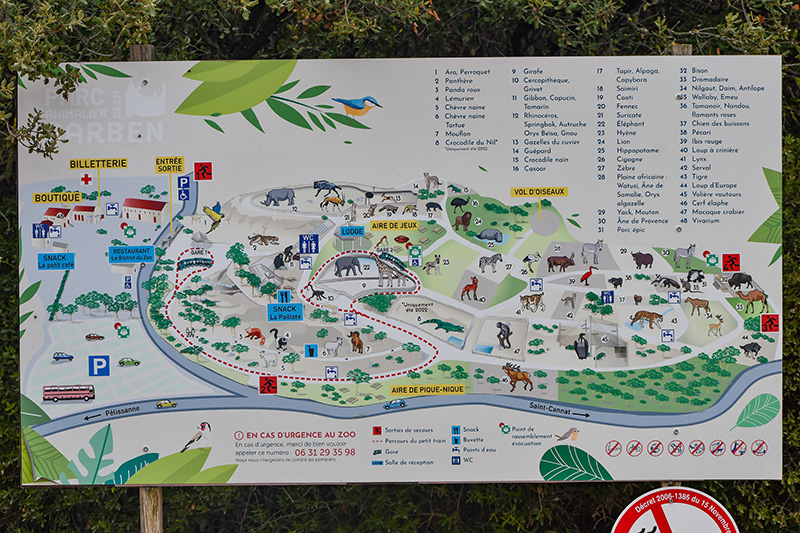 PARC
ANIMALIER
DE LA
BARBEN
1 Ara, Perroquet
2 Panthère
3 Panda roux
4 Lémurien
5 Chèvre naine
6 Chèvre naine
Tortue
7 Mouflon
8 Crocodile du Nil*
*Uniquement été 2022
9 Girafe
10 Cercopithèque,
Grivet
11 Gibbon, Capucin,
Tamarin
12 Rhinocéros,
Springbok, Autruche
Oryx Beisa, Gnou
13 Gazelles du cuvier
14 Guépard
15 Crocodile nain
16 Casoar
17 Tapir, Alpaga,
Capybara
18 Saïmiri
19 Coati
20 Fennec
21 Suricate
22 Éléphant
23 Hyène
24 Lion
25 Hippopotame
26 Cigogne
27 Zèbre
28 Plaine africaine :
Watusi, Âne de
Somalie, Oryx
algazelle
29 Yack, Mouton
30 Âne de Provence
31 Porc épic
32 Bison
33 Dromadaire
34 Nilgaut, Daim, Antilope
35 Wallaby, Emeu
36 Tamanoir, Nandou,
flamants roses
37 Chien des buissons
38 Pécari
39 Ibis rouge
40 Loup à crinière
41 Lynx
42 Serval
43 Tigre
44 Loup d'Europe
45 Volière vautours
46 Cerf élaphe
47 Macaque crabier
48 Vivarium
BILLETTERIE
ENTRÉE
SORTIE
BOUTIQUE
SNACK
Le petit café
RESTAURANT
Le Bistrot du Zoo
WC
P
GARE 1
LODGE
AIRE DE JEUX
GARE 2
VOL D'OISEAUX
SNACK
La Paillote
*Uniquement
été 2022
AIRE DE PIQUE-NIQUE
P
Pélissanne
Saint-Cannat
EN CAS D'URGENCE AU ZOO
En cas d'urgence, merci de bien vouloir
appeler ce numéro : 06 31 29 35 98
Nous nous chargerons de joindre les pompiers
Sorties de secours
Parcours du petit train
Gare
Salle de réception
Snack
Buvette
Points d'eau
WC
Point de
rassemblement
évacuation
Décret 2006-1386 du 15 Novembre